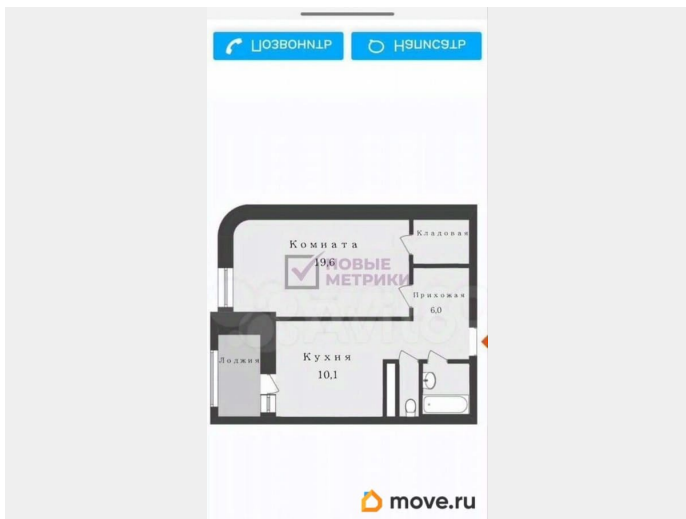 Позвонить
Написать
Кладовая
Комната
19,6
НОВЫЕ
МЕТРИКИ
Прихожая
6,0
Кухня
Лоджия
10,1
move.ru